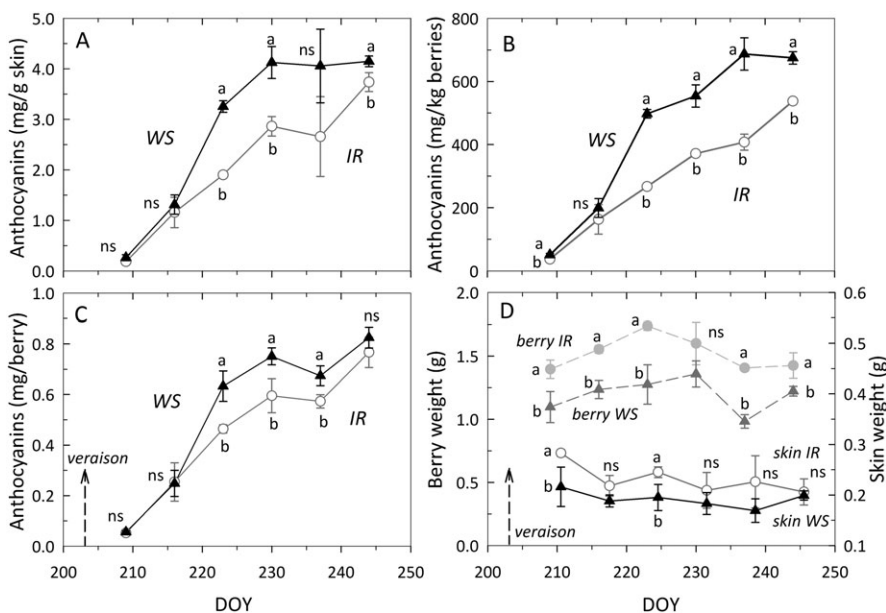 A
Anthocyanins (mg/g skin)
5.0
4.0
3.0
2.0
1.0
0.0
ns
ns
a
a
ns
a
b
b
b
WS
IR
B
Anthocyanins (mg/kg berries)
800
600
400
200
0
a
ns
a
a
a
a
b
b
b
b
b
WS
IR
C
Anthocyanins (mg/berry)
1.0
0.8
0.6
0.4
0.2
0.0
ns
ns
a
a
a
ns
b
b
b
WS
IR
veraison
200 210 220 230 240 250
DOY
D
Berry weight (g)
2.0
1.5
1.0
0.5
0.0
berry IR
a
a
a
ns
a
a
b
b
b
b
b
berry WS
a
ns
a
ns
ns
ns
b
b
skin IR
skin WS
veraison
0.6
0.5
0.4
0.3
0.2
0.1
Skin weight (g)
200 210 220 230 240 250
DOY